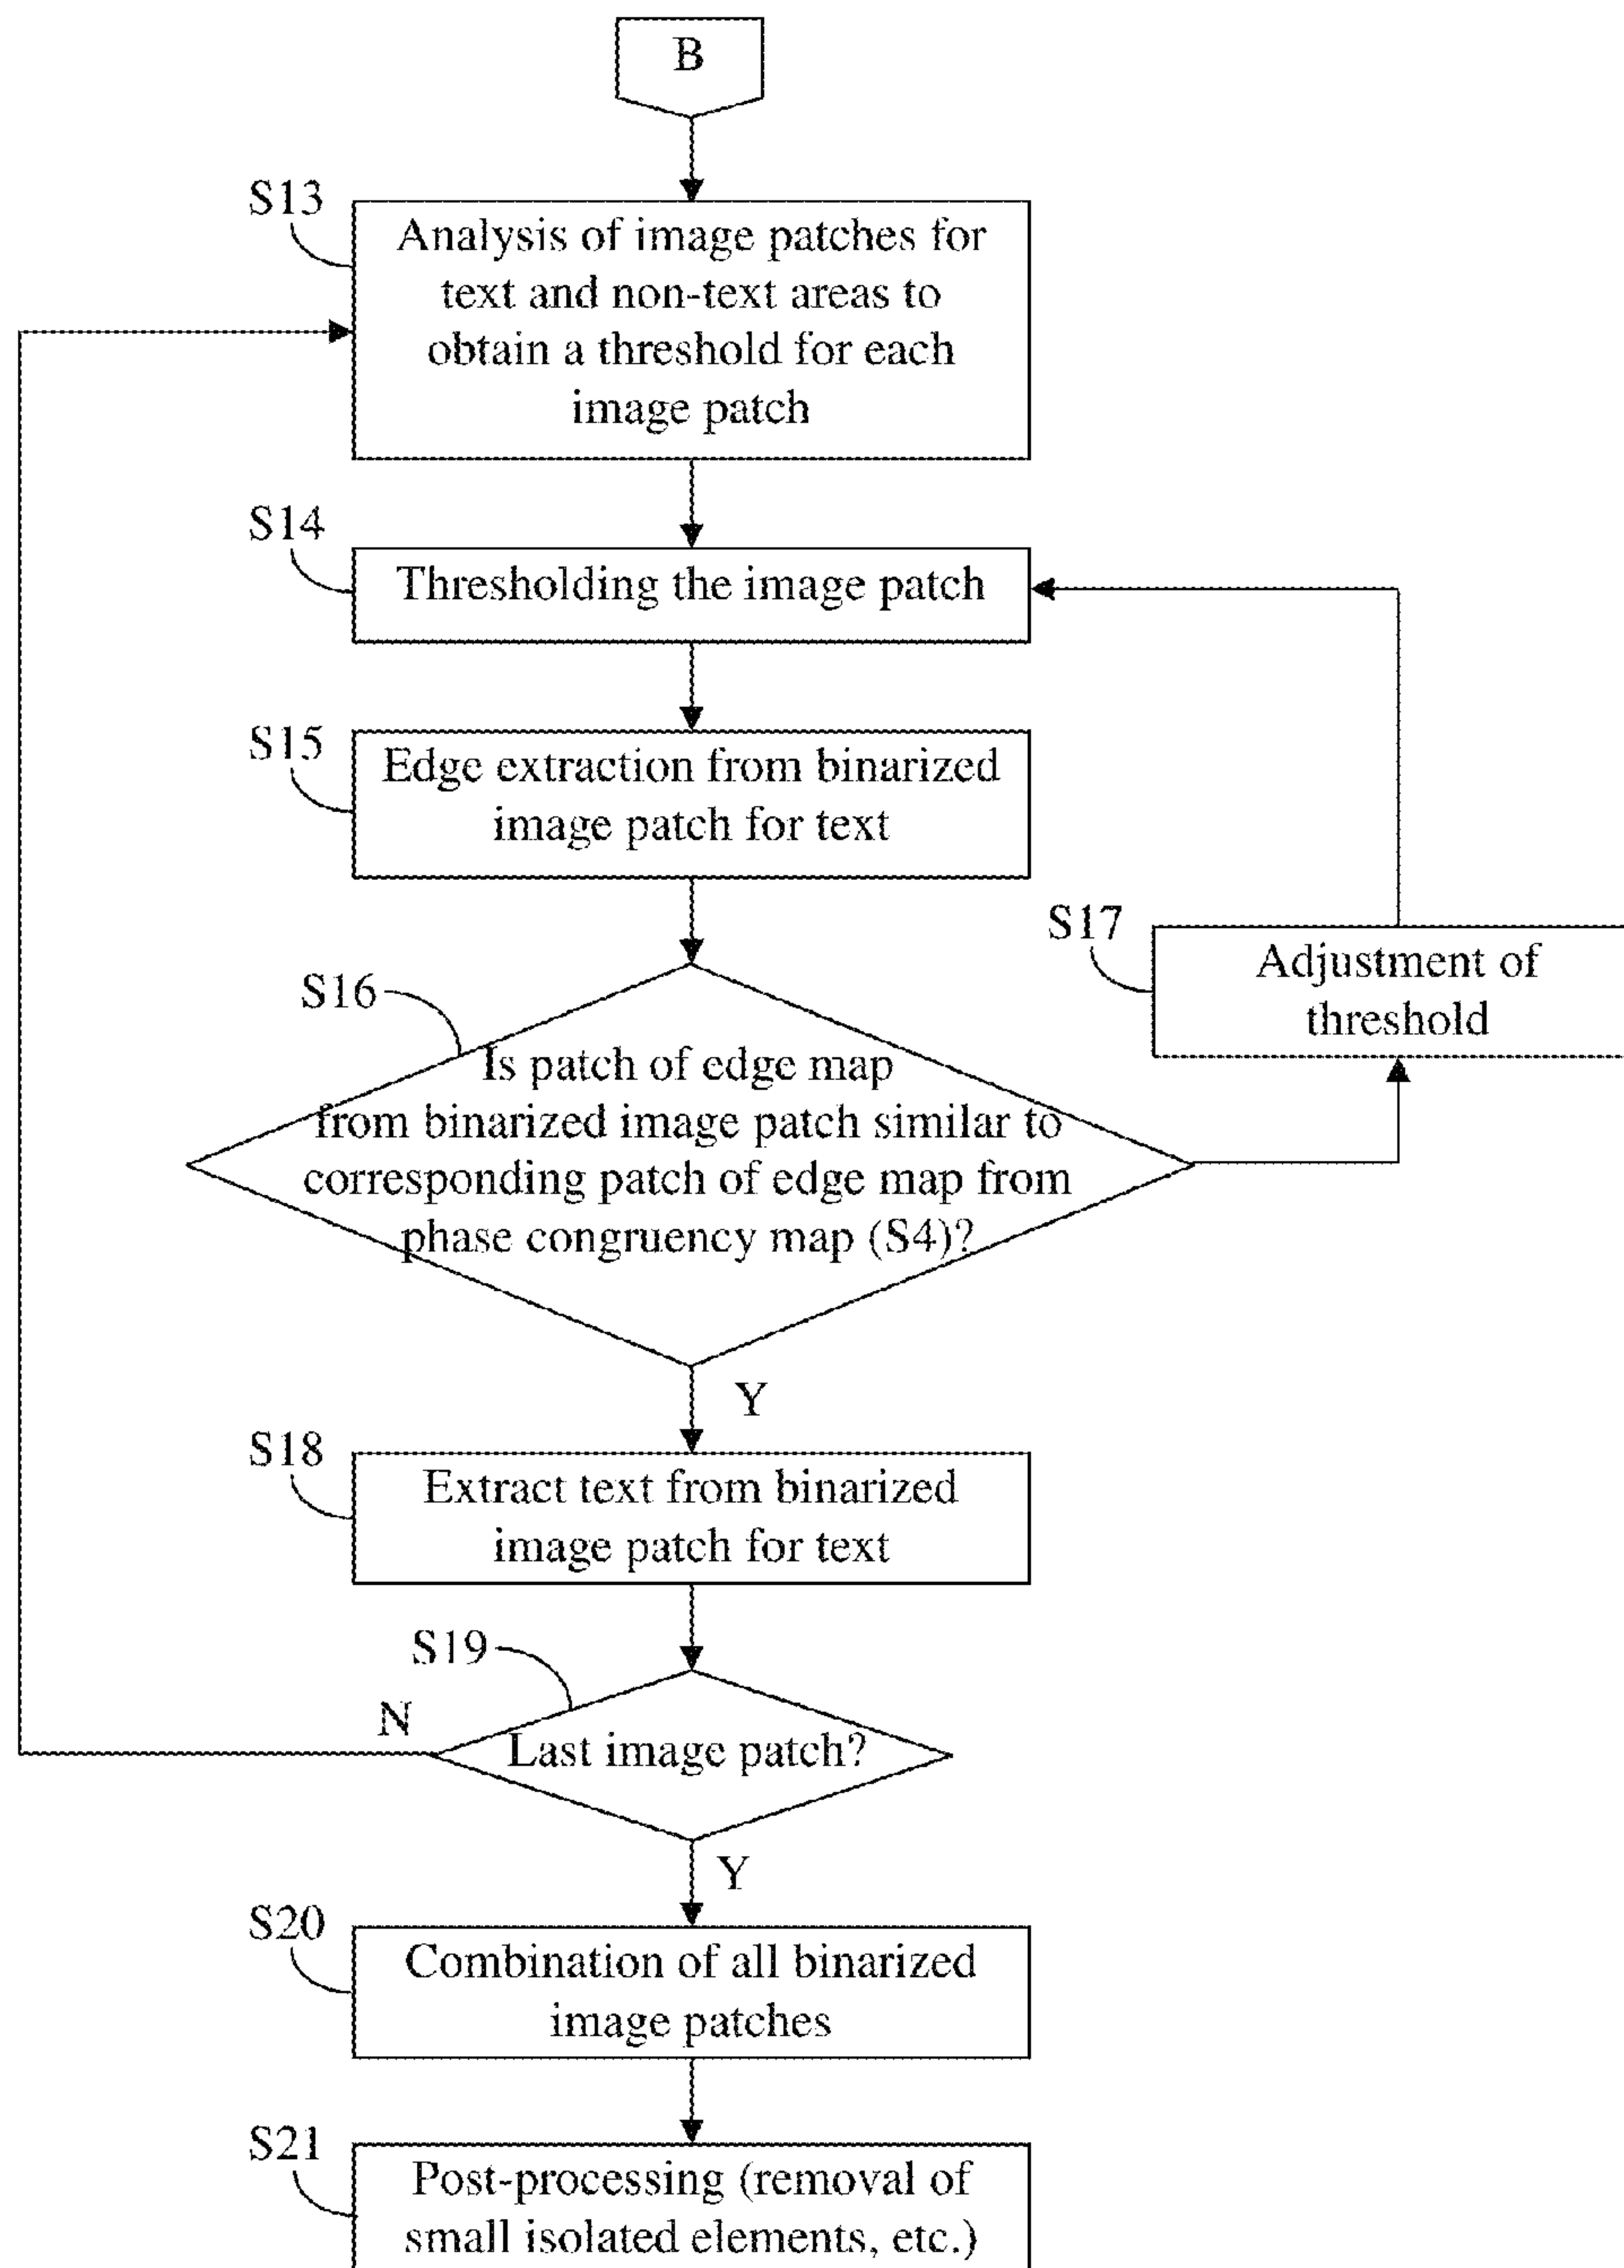 B
S13
Analysis of image patches for
text and non-text areas to
obtain a threshold for each
image patch
S14
Thresholding the image patch
S15
Edge extraction from binarized
image patch for text
S17
Adjustment of
threshold
S16
Is patch of edge map
from binarized image patch similar to
corresponding patch of edge map from
phase congruency map (S4)?
Y
S18
Extract text from binarized
image patch for text
S19
N
Last image patch?
Y
S20
Combination of all binarized
image patches
S21
Post-processing (removal of
small isolated elements, etc.)